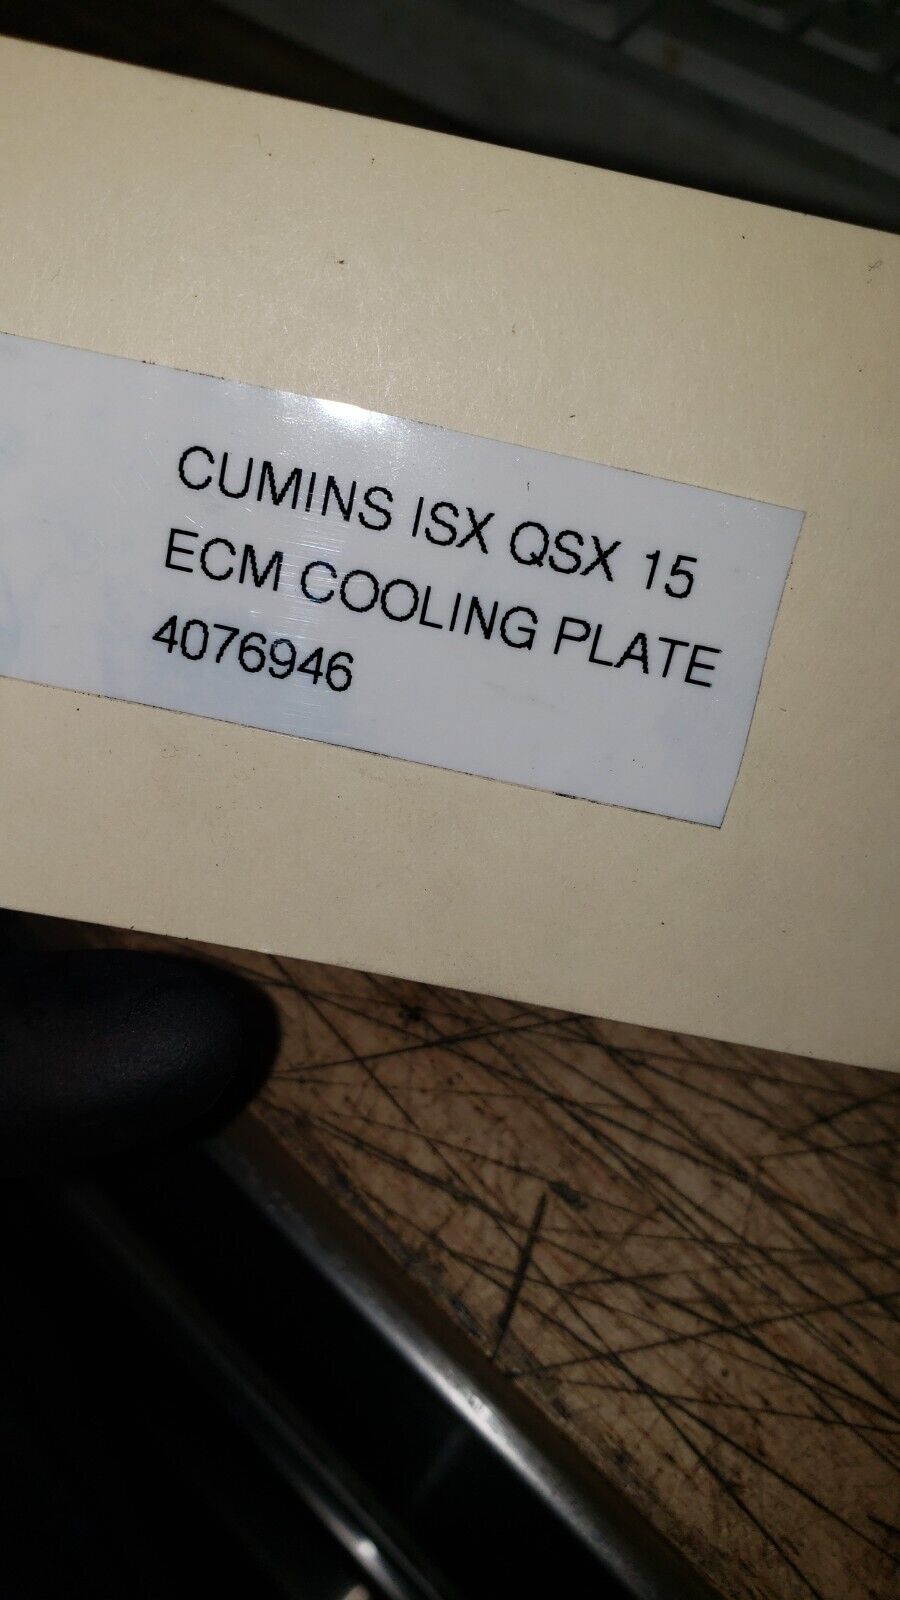 CUMINS ISX QSX 15
ECM COOLING PLATE
4076946